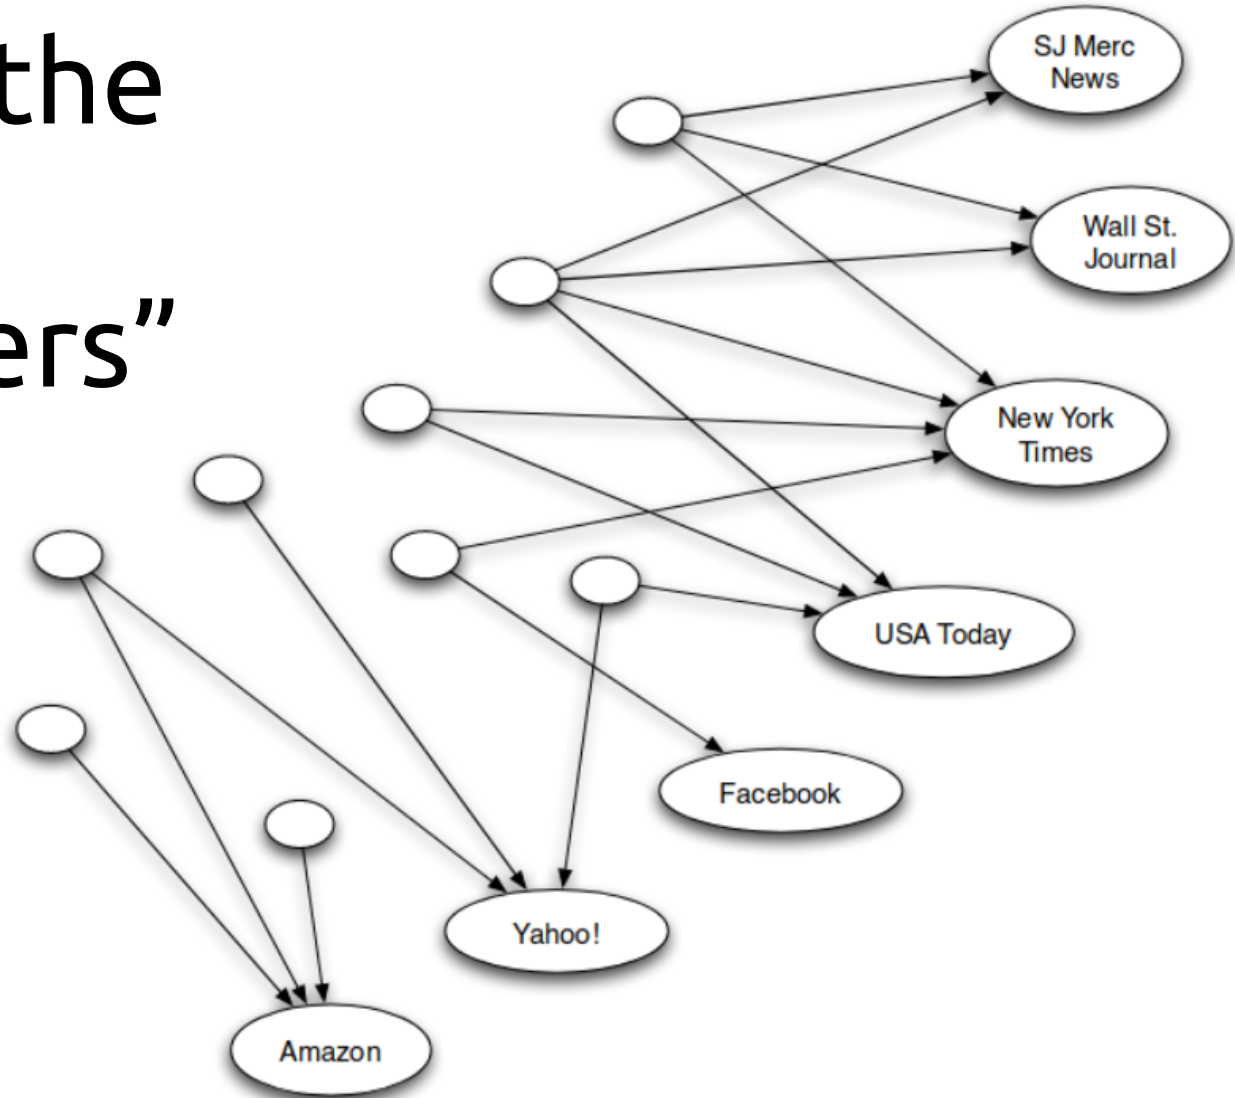 the
ers”
SJ Merc
News
Wall St.
Journal
New York
Times
USA Today
Facebook
Yahoo!
Amazon